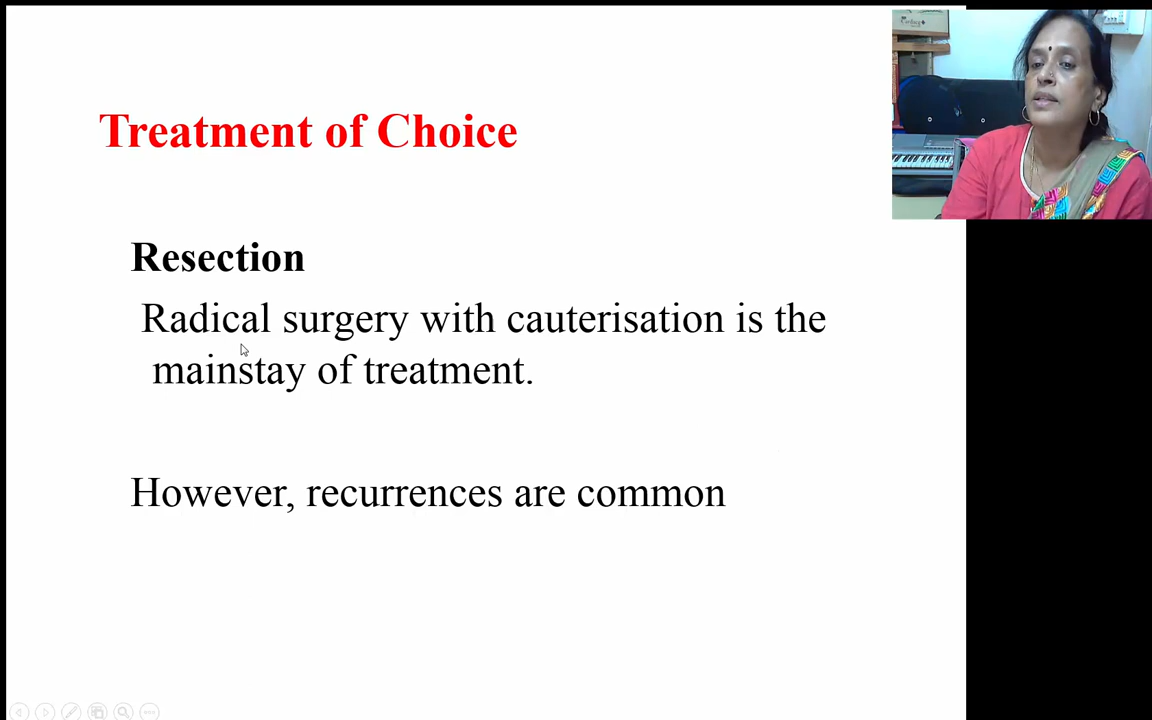 Treatment of Choice
Resection
Radical surgery with cauterisation is the
mainstay of treatment.
However, recurrences are common